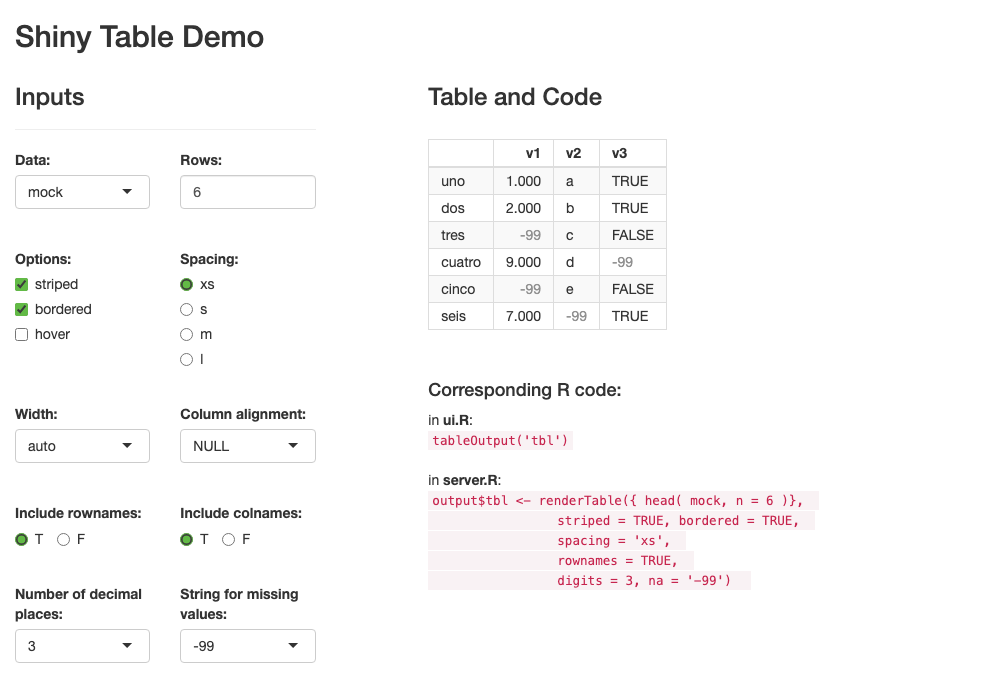 Shiny Table Demo
Inputs
Data: Rows:
mock 6
Options: Spacing:
striped xs
bordered s
hover m
l
Width: Column alignment:
auto NULL
Include rownames: Include colnames:
T F T F
Number of decimal places: String for missing values:
3 -99
Table and Code
v1 v2 v3
uno 1.000 a TRUE
dos 2.000 b TRUE
tres -99 c FALSE
cuatro 9.000 d -99
cinco -99 e FALSE
seis 7.000 -99 TRUE
Corresponding R code:
in ui.R:
tableOutput('tbl')
in server.R:
output$tbl <- renderTable({ head( mock, n = 6 )},
striped = TRUE, bordered = TRUE,
spacing = 'xs',
rownames = TRUE,
digits = 3, na = '-99')